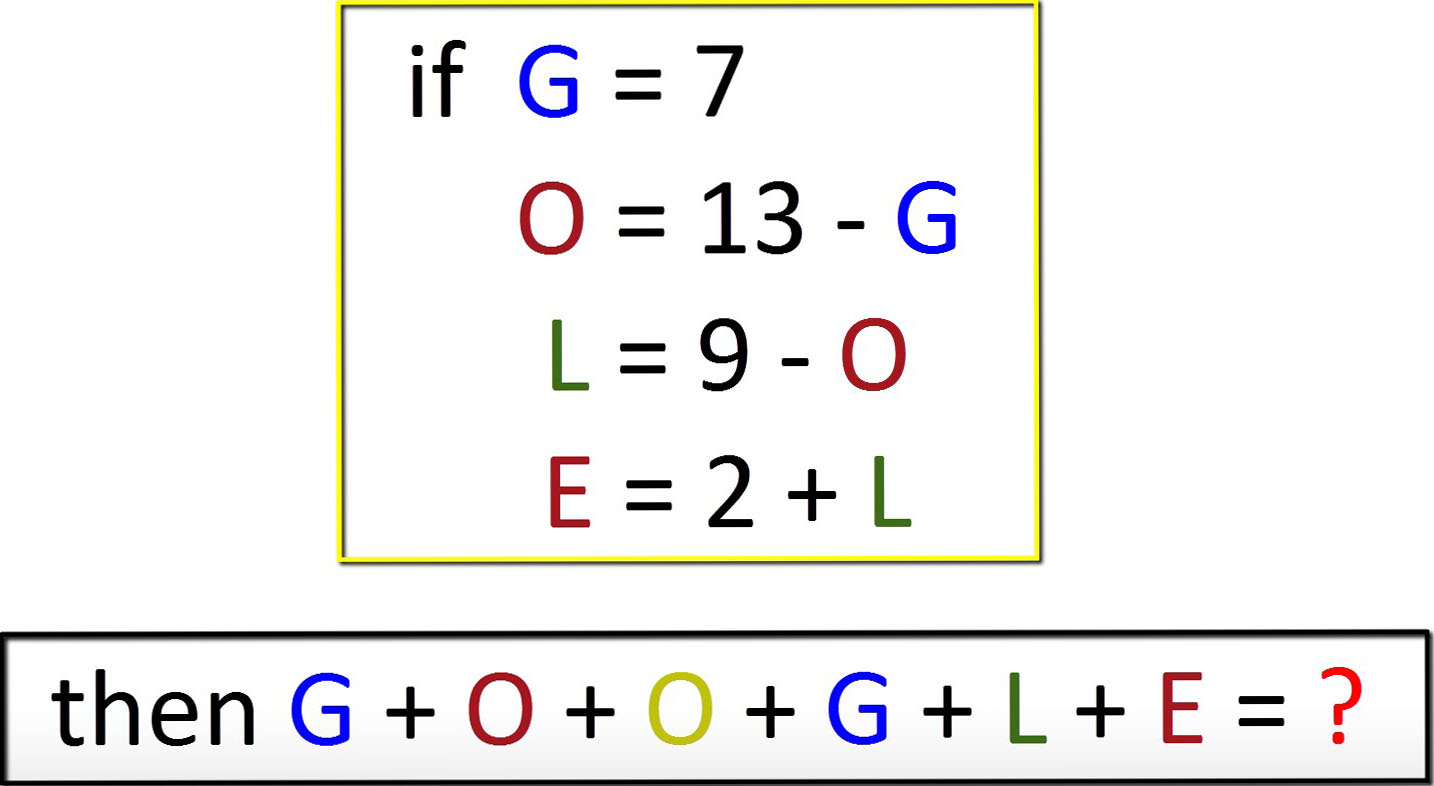 if G = 7
O = 13 - G
L = 9 - O
E = 2 + L
then G + O + O + G + L + E = ?